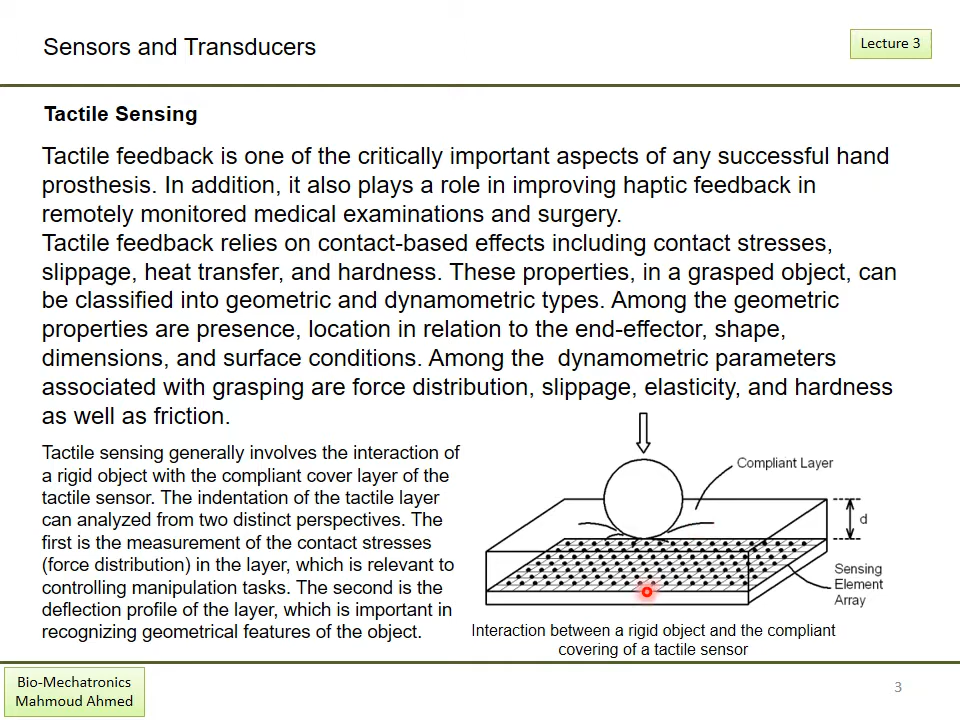 Sensors and Transducers
Lecture 3
Tactile Sensing
Tactile feedback is one of the critically important aspects of any successful hand
prosthesis. In addition, it also plays a role in improving haptic feedback in
remotely monitored medical examinations and surgery.
Tactile feedback relies on contact-based effects including contact stresses,
slippage, heat transfer, and hardness. These properties, in a grasped object, can
be classified into geometric and dynamometric types. Among the geometric
properties are presence, location in relation to the end-effector, shape,
dimensions, and surface conditions. Among the dynamometric parameters
associated with grasping are force distribution, slippage, elasticity, and hardness
as well as friction.
Tactile sensing generally involves the interaction of
a rigid object with the compliant cover layer of the
tactile sensor. The indentation of the tactile layer
can analyzed from two distinct perspectives. The
first is the measurement of the contact stresses
(force distribution) in the layer, which is relevant to
controlling manipulation tasks. The second is the
deflection profile of the layer, which is important in
recognizing geometrical features of the object.
Compliant Layer
d
Sensing
Element
Array
Interaction between a rigid object and the compliant
covering of a tactile sensor
Bio-Mechatronics
Mahmoud Ahmed
3